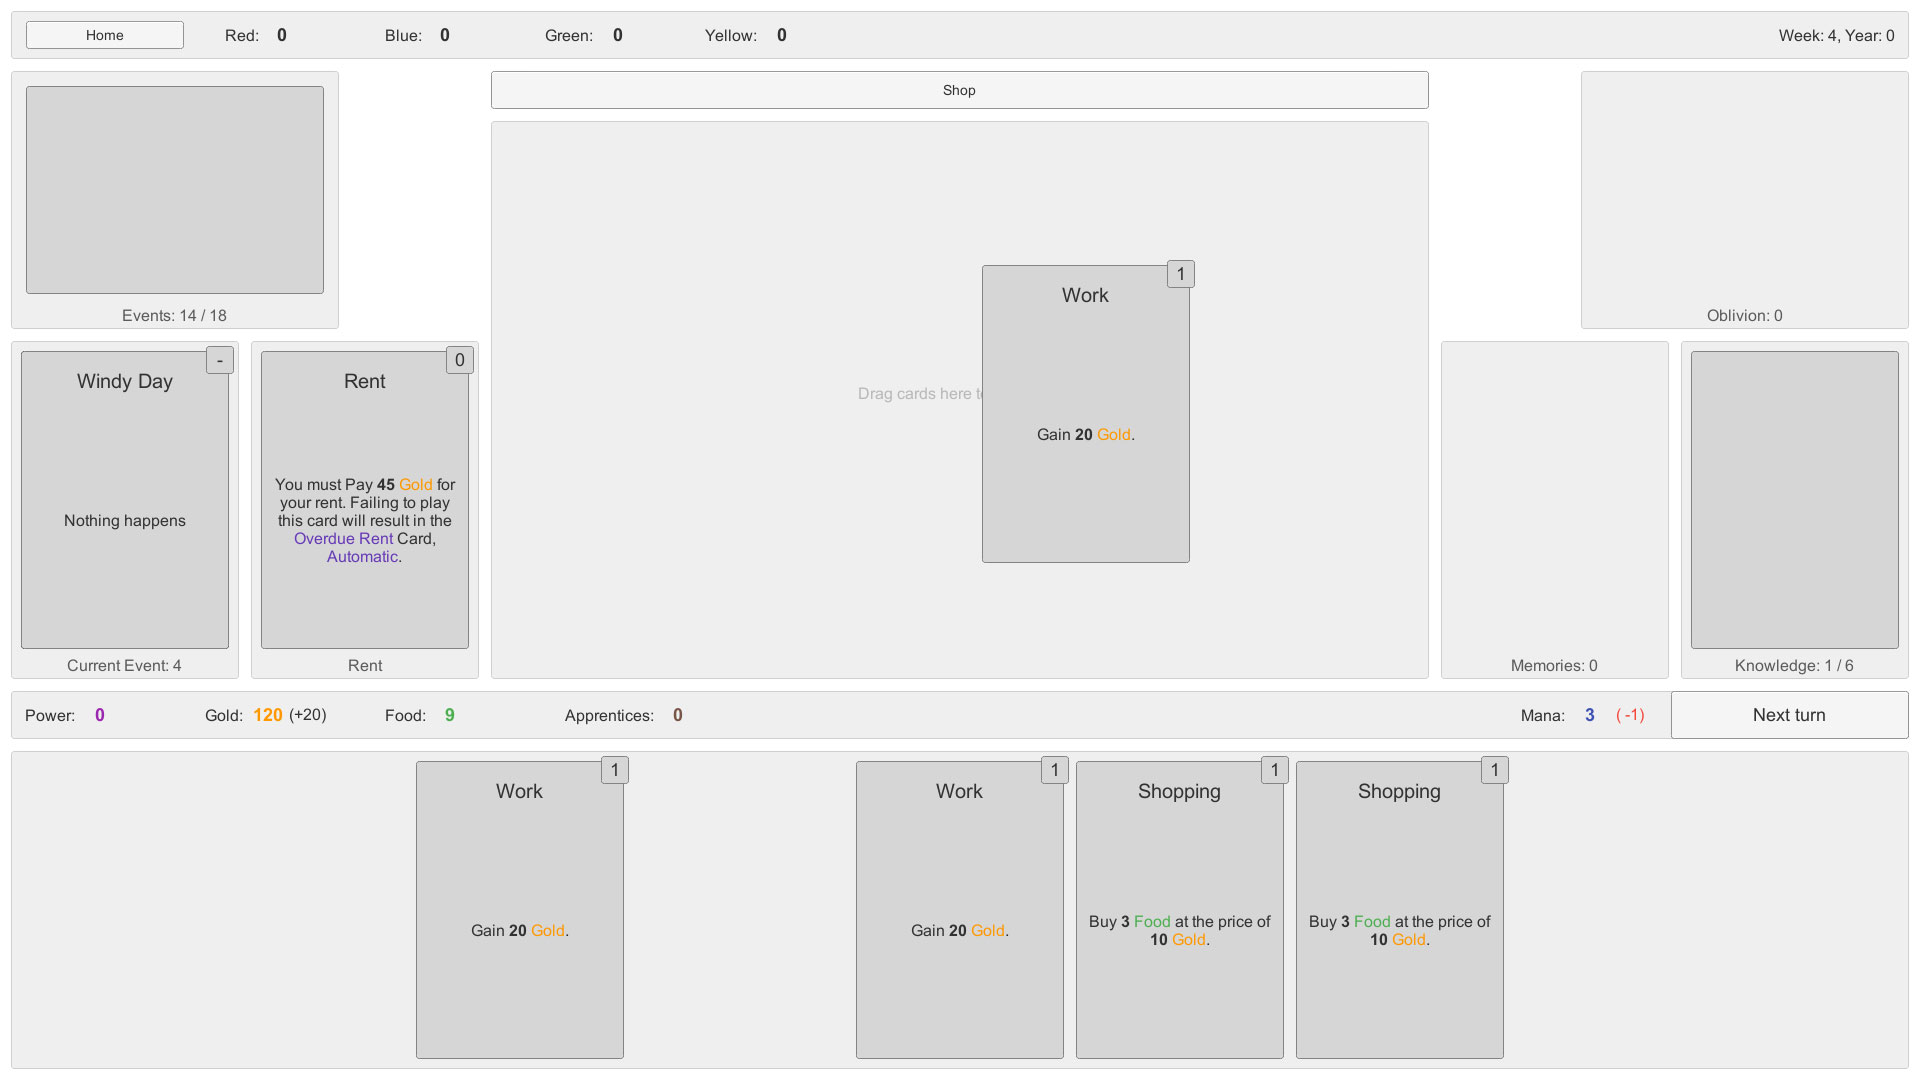 Home
Red: 0
Blue: 0
Green: 0
Yellow: 0
Week: 4, Year: 0
Shop
Events: 14 / 18
Oblivion: 0
-
Windy Day
Nothing happens
Current Event: 4
0
Rent
You must Pay 45 Gold for
your rent. Failing to play
this card will result in the
Overdue Rent Card,
Automatic.
Rent
Drag cards here
1
Work
Gain 20 Gold.
Memories: 0
Knowledge: 1 / 6
Power: 0
Gold: 120 (+20)
Food: 9
Apprentices: 0
Mana: 3 ( -1)
Next turn
1
Work
Gain 20 Gold.
1
Work
Gain 20 Gold.
1
Shopping
Buy 3 Food at the price of
10 Gold.
1
Shopping
Buy 3 Food at the price of
10 Gold.